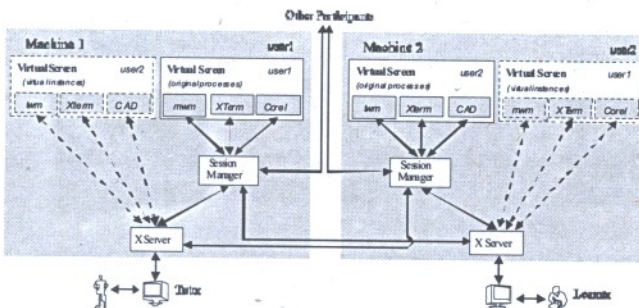 Other Participants
Machine 1
user1
Virtual Screen user2
(virtual instances)
twm Xterm CAD
Virtual Screen user1
(original processes)
mwm XTerm Corel
Session
Manager
X Server
Tutor
Machine 2
user2
Virtual Screen user2
(original processes)
twm Xterm CAD
Virtual Screen user1
(virtual instances)
mwm XTerm Corel
Session
Manager
X Server
Learner